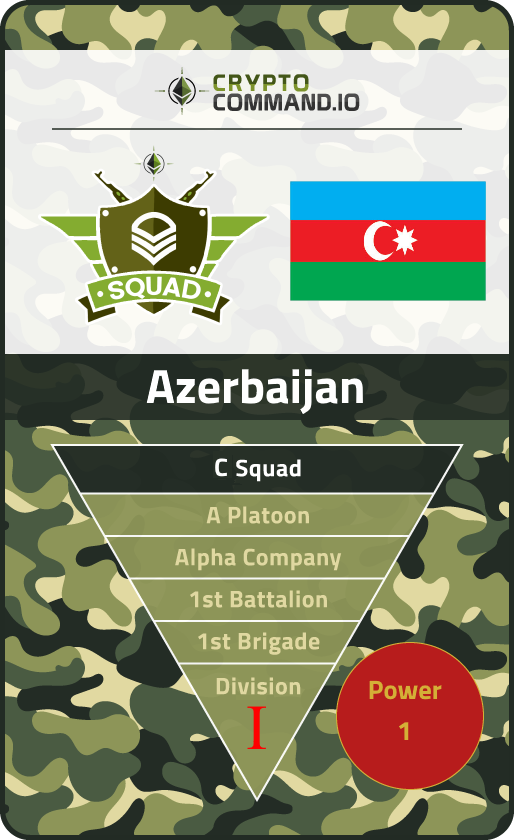 CRYPTO
COMMAND.IO
SQUAD
Azerbaijan
C Squad
A Platoon
Alpha Company
1st Battalion
1st Brigade
Division
I
Power
1